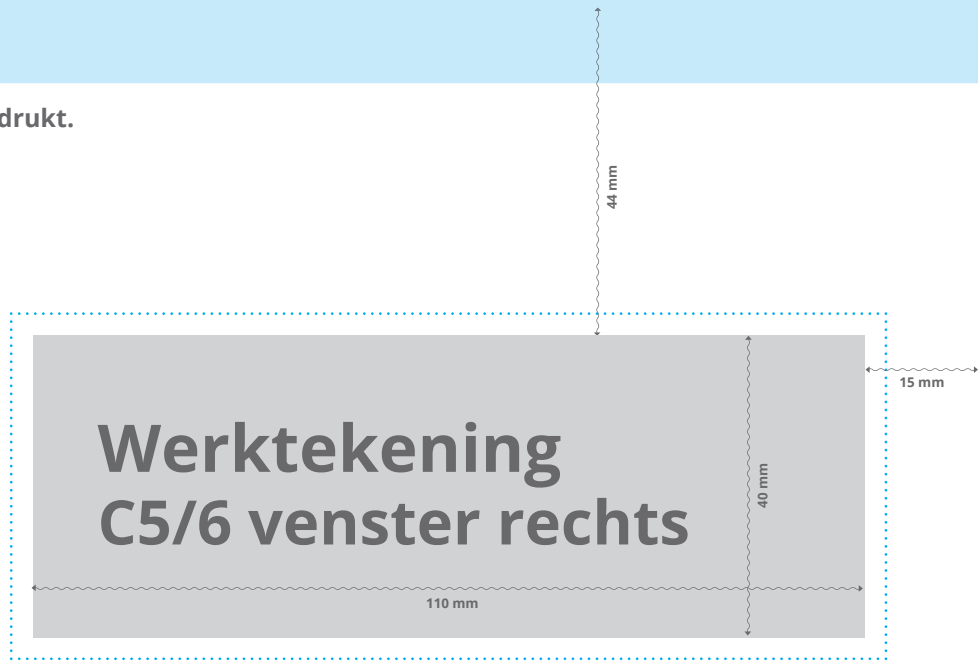 drukt.
44 mm
15 mm
Werktekening
C5/6 venster rechts
40 mm
110 mm